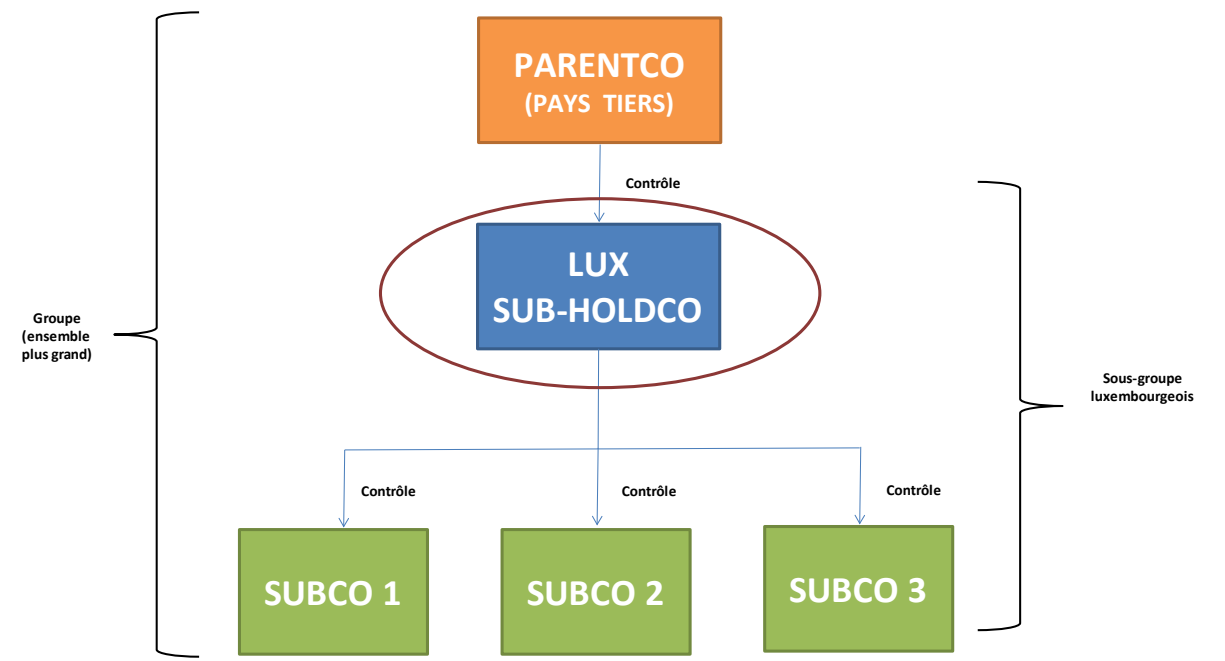 PARENTCO
(PAYS TIERS)
Contrôle
LUX
SUB-HOLDCO
Groupe
(ensemble
plus grand)
Sous-groupe
luxembourgeois
Contrôle
Contrôle
Contrôle
SUBCO 1
SUBCO 2
SUBCO 3